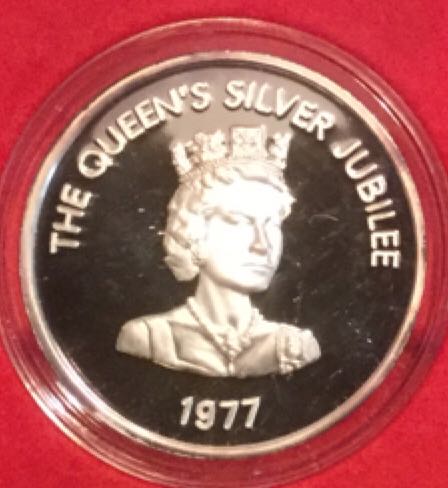 THE QUEEN'S SILVER JUBILEE
1977